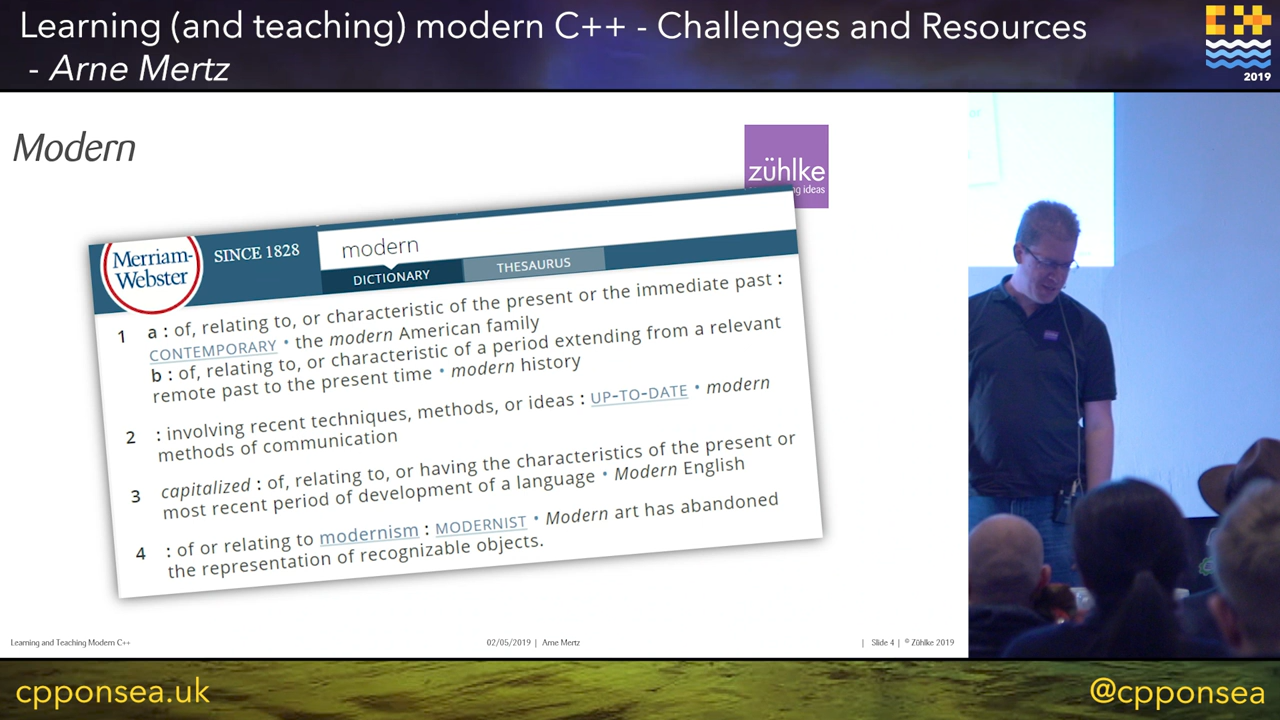 Learning (and teaching) modern C++ - Challenges and Resources
- Arne Mertz
2019
Modern
zühlke
ng ideas
Merriam-
Webster
SINCE 1828
modern
DICTIONARY
THESAURUS
1 a : of, relating to, or characteristic of the present or the immediate past :
CONTEMPORARY • the modern American family
b : of, relating to, or characteristic of a period extending from a relevant
remote past to the present time • modern history
2 : involving recent techniques, methods, or ideas : UP-TO-DATE • modern
methods of communication
3 capitalized : of, relating to, or having the characteristics of the present or
most recent period of development of a language • Modern English
4 : of or relating to modernism : MODERNIST • Modern art has abandoned
the representation of recognizable objects.
Learning and Teaching Modern C++
02/05/2019 | Arne Mertz
| Slide 4 | © Zühlke 2019
cpponsea.uk
@cpponsea